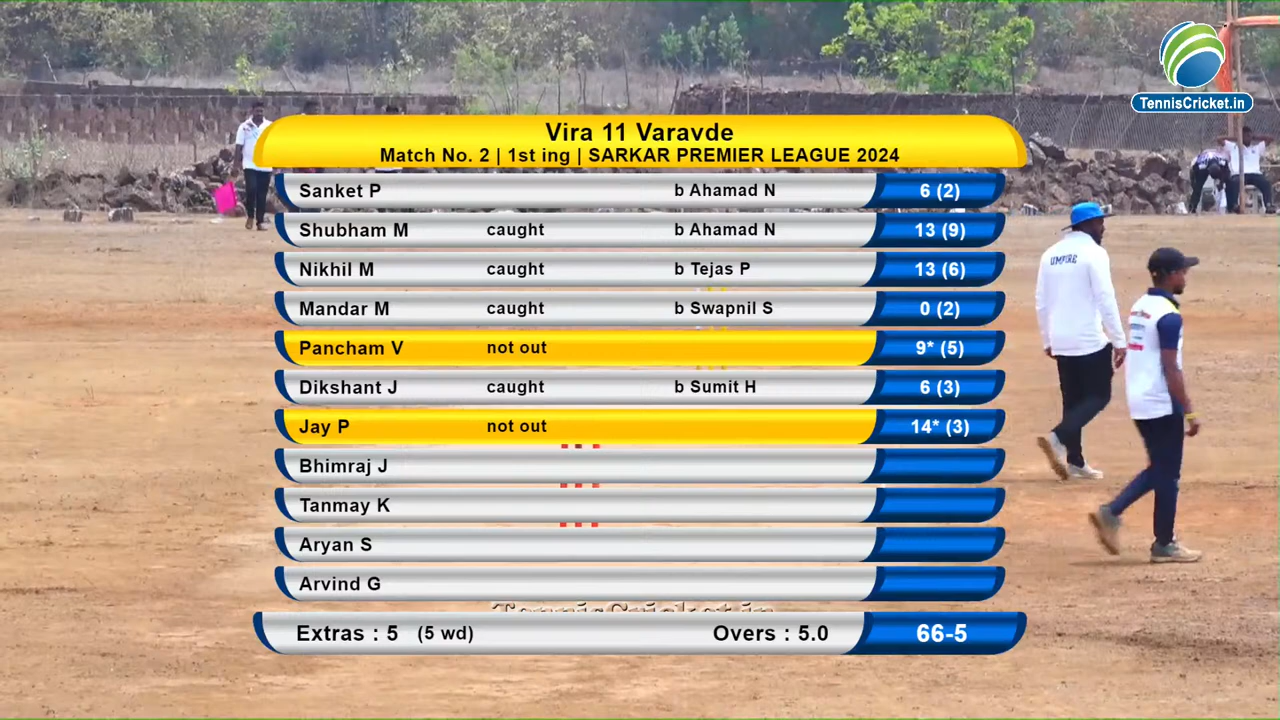 TennisCricket.in
Vira 11 Varavde
Match No. 2 | 1st ing | SARKAR PREMIER LEAGUE 2024
Sanket P b Ahamad N 6 (2)
Shubham M caught b Ahamad N 13 (9)
UMPIRE
Nikhil M caught b Tejas P 13 (6)
Mandar M caught b Swapnil S 0 (2)
Pancham V not out 9* (5)
Dikshant J caught b Sumit H 6 (3)
Jay P not out 14* (3)
Bhimraj J
Tanmay K
Aryan S
Arvind G
TennisCricket.in
Extras : 5 (5 wd) Overs : 5.0 66-5